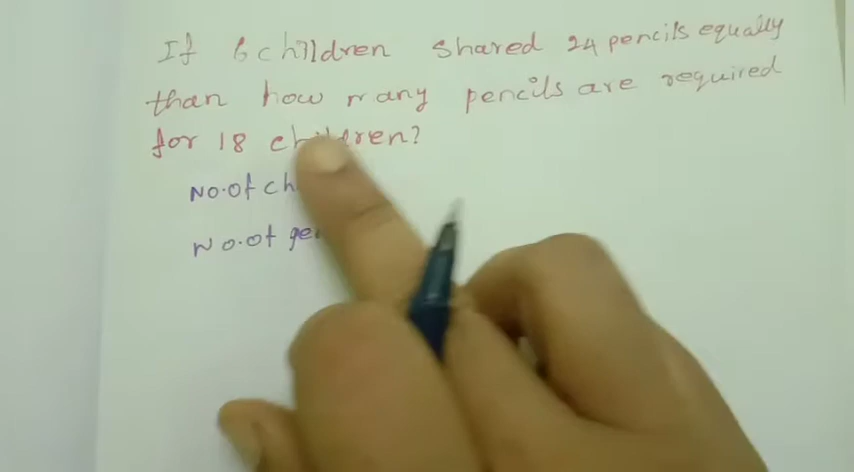 If 6 children shared 24 pencils equally
than how many pencils are required
for 18 children?
No.of
No.of